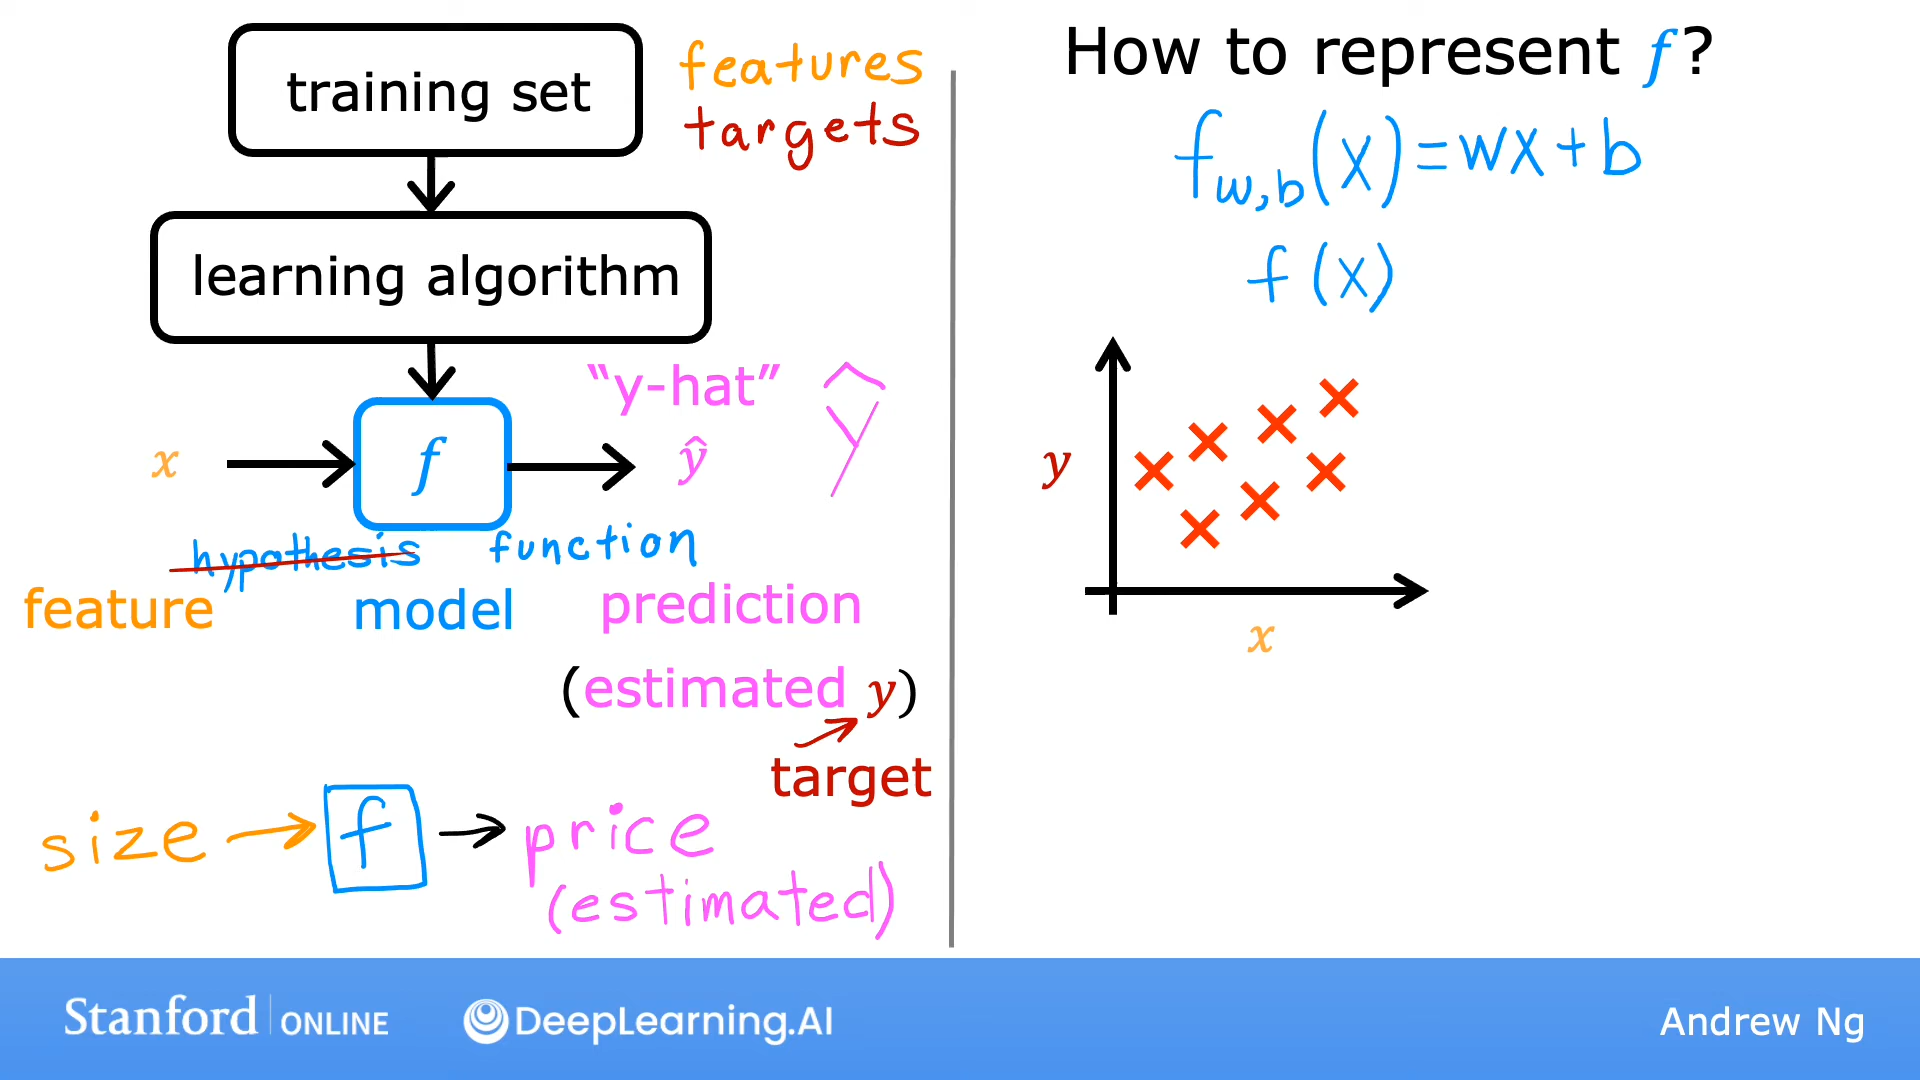 training set
features
targets
learning algorithm
"y-hat"
ŷ
x
f
ŷ
hypothesis
function
feature
model
prediction
(estimated y)
target
size → f → price
(estimated)
How to represent f?
f_{w,b}(x)=wx+b
f(x)
y
x
Stanford | ONLINE
DeepLearning.AI
Andrew Ng